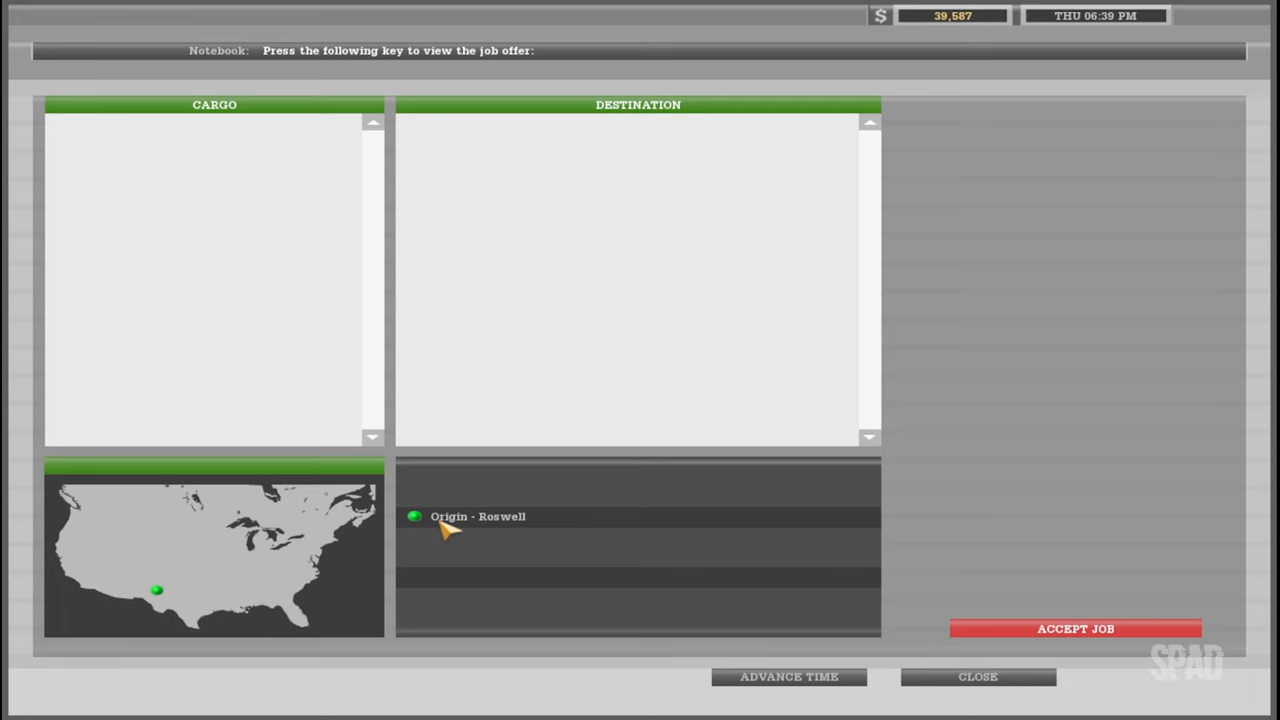 $ 39,587 THU 06:39 PM
Notebook: Press the following key to view the job offer:
CARGO DESTINATION
Origin - Roswell
ACCEPT JOB
SPAD
ADVANCE TIME CLOSE